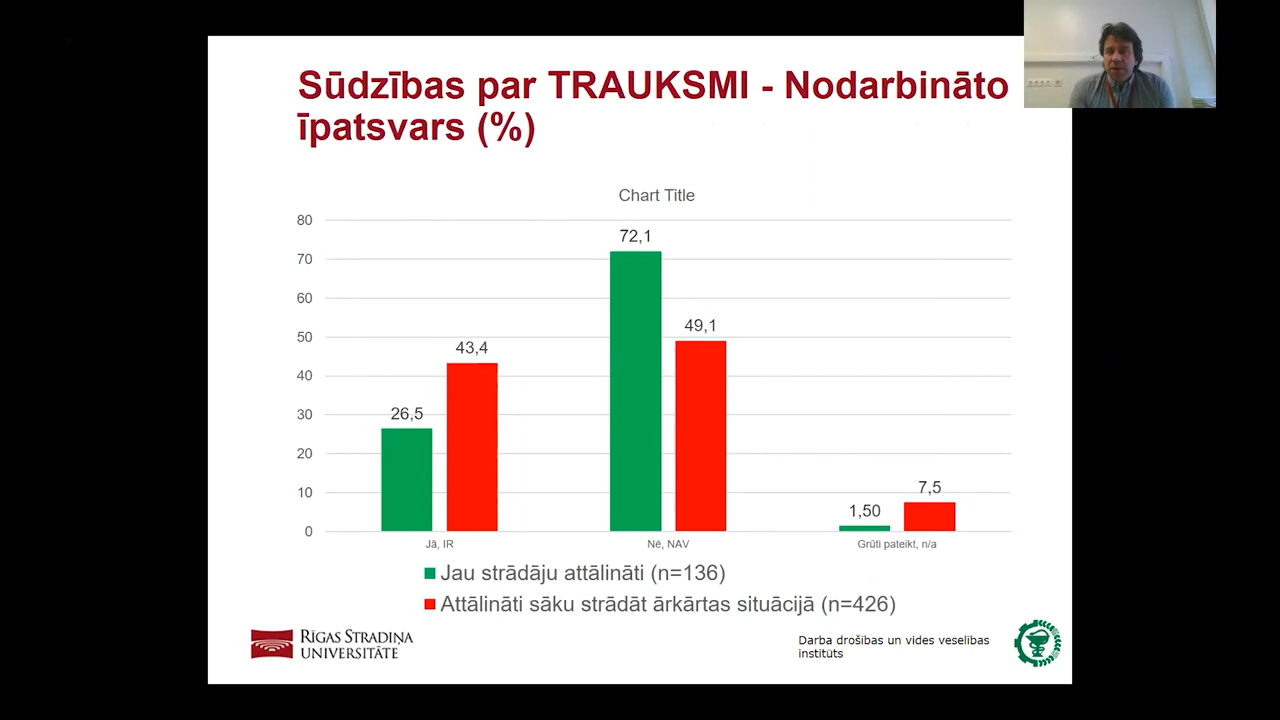 Sūdzības par TRAUKSMI - Nodarbināto
īpatsvars (%)
Chart Title
80
70
60
50
40
30
20
10
0
26,5
43,4
72,1
49,1
1,50
7,5
Jā, IR
Nē, NAV
Grūti pateikt, n/a
Jau strādāju attālināti (n=136)
Attālināti sāku strādāt ārkārtas situācijā (n=426)
RĪGAS STRADIŅA
UNIVERSITĀTE
Darba drošības un vides veselības
institūts